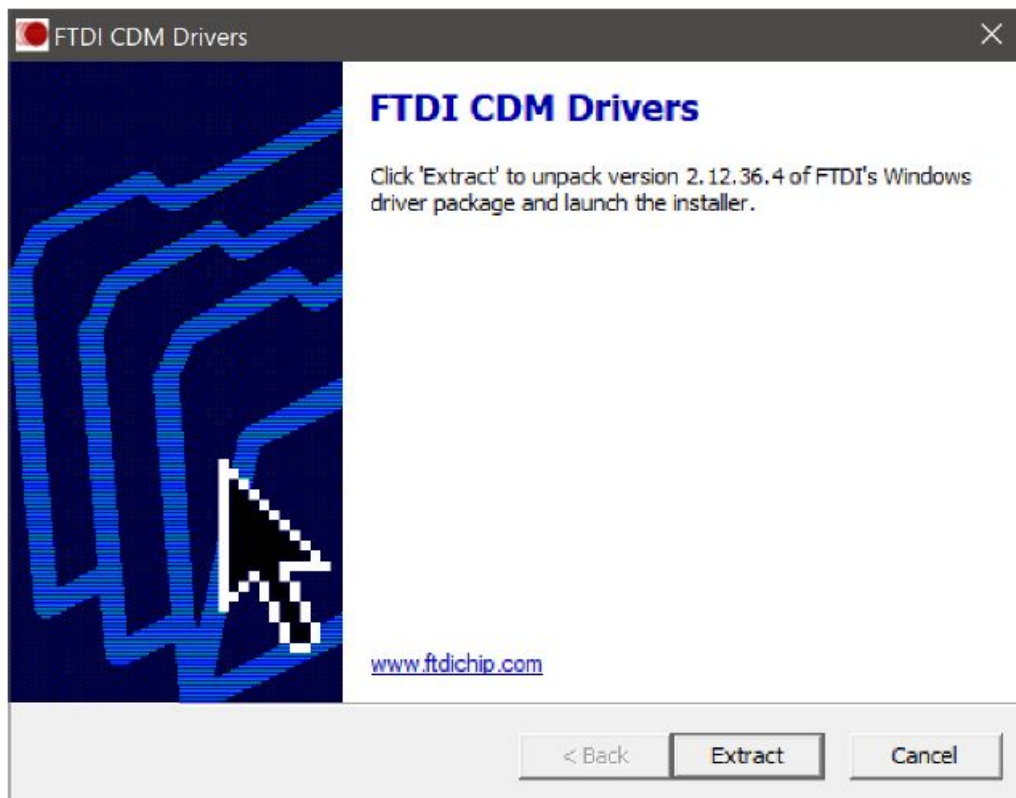 FTDI CDM Drivers
FTDI CDM Drivers
Click 'Extract' to unpack version 2.12.36.4 of FTDI's Windows
driver package and launch the installer.
www.ftdichip.com
< Back
Extract
Cancel